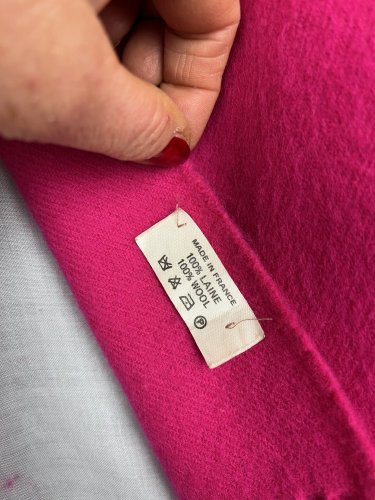 MADE IN FRANCE
100% LAINE
100% WOOL
P